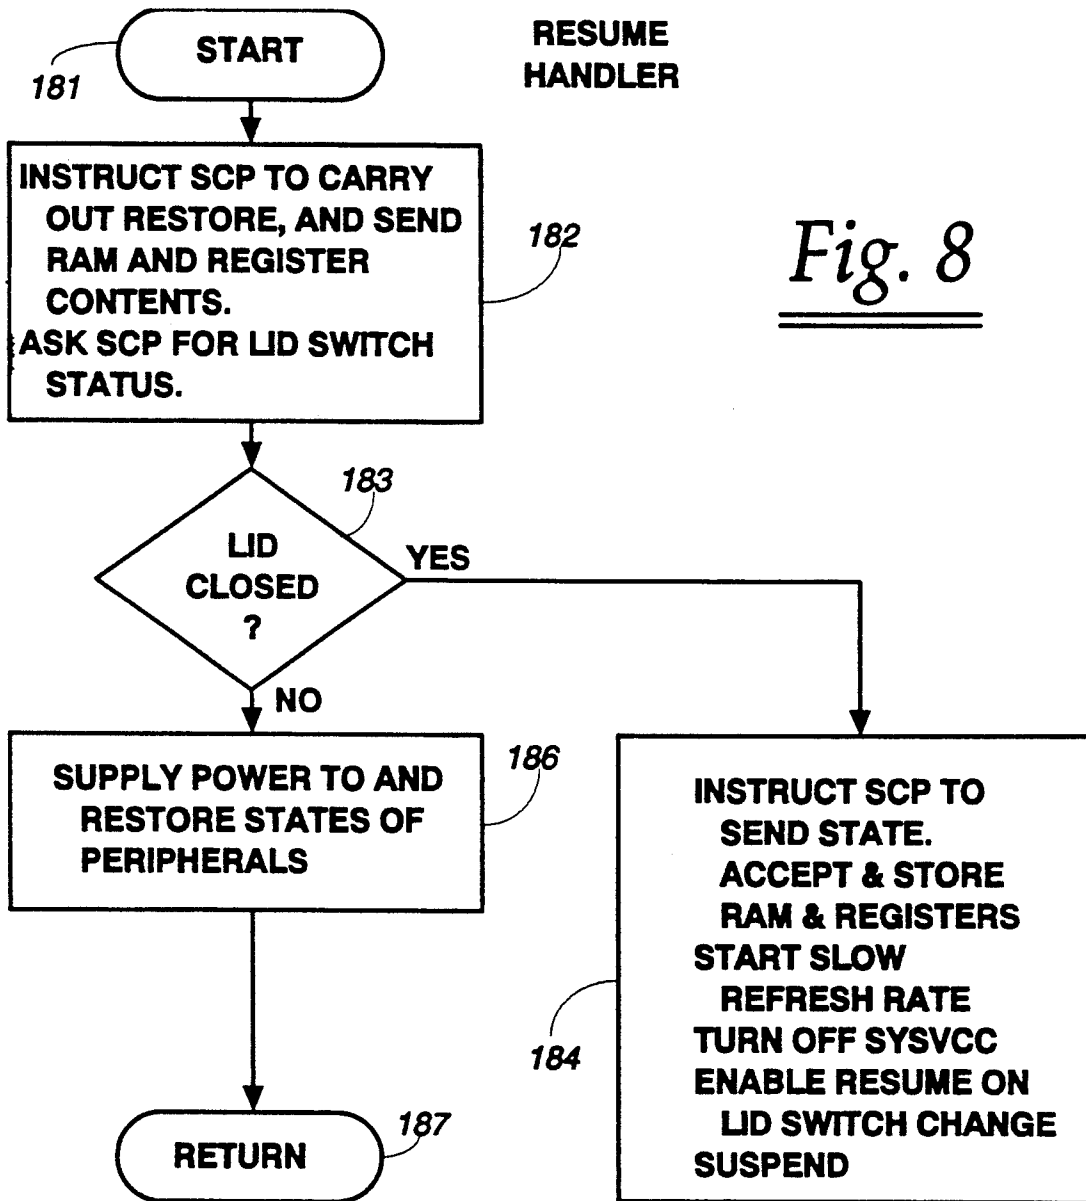 START
RESUME
HANDLER
181
INSTRUCT SCP TO CARRY
OUT RESTORE, AND SEND
RAM AND REGISTER
CONTENTS.
ASK SCP FOR LID SWITCH
STATUS.
182
Fig. 8
183
LID
CLOSED
?
YES
NO
SUPPLY POWER TO AND
RESTORE STATES OF
PERIPHERALS
186
INSTRUCT SCP TO
SEND STATE.
ACCEPT & STORE
RAM & REGISTERS
START SLOW
REFRESH RATE
TURN OFF SYSVCC
ENABLE RESUME ON
LID SWITCH CHANGE
SUSPEND
184
RETURN
187